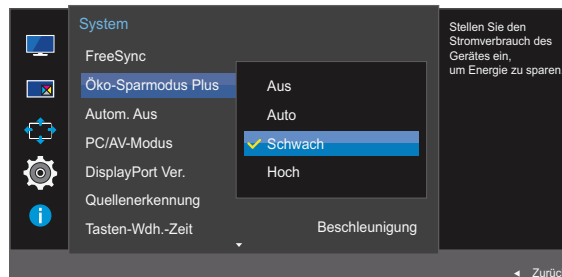 System
FreeSync
Öko-Sparmodus Plus
Autom. Aus
PC/AV-Modus
DisplayPort Ver.
Quellenerkennung
Tasten-Wdh.-Zeit
Beschleunigung
Aus
Auto
Schwach
Hoch
Stellen Sie den
Stromverbrauch des
Gerätes ein,
um Energie zu sparen